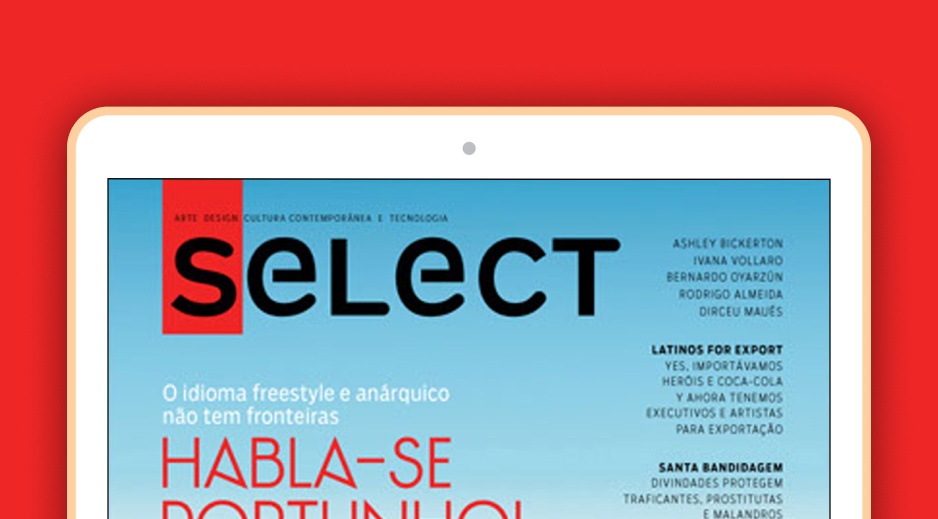 ARTE DESIGN CULTURA CONTEMPORÂNEA E TECNOLOGIA
SELECT
ASHLEY BICKERTON
IVANA VOLLARO
BERNARDO OYARZÚN
RODRIGO ALMEIDA
DIRCEU MAUÉS
LATINOS FOR EXPORT
YES, IMPORTÁVAMOS
HERÓIS E COCA-COLA
Y AHORA TENEMOS
EXECUTIVOS E ARTISTAS
PARA EXPORTAÇÃO
O idioma freestyle e anárquico
não tem fronteiras
HABLA-SE
PORTUNHOL
SANTA BANDIDAGEM
DIVINDADES PROTEGEM
TRAFICANTES, PROSTITUTAS
E MALANDROS